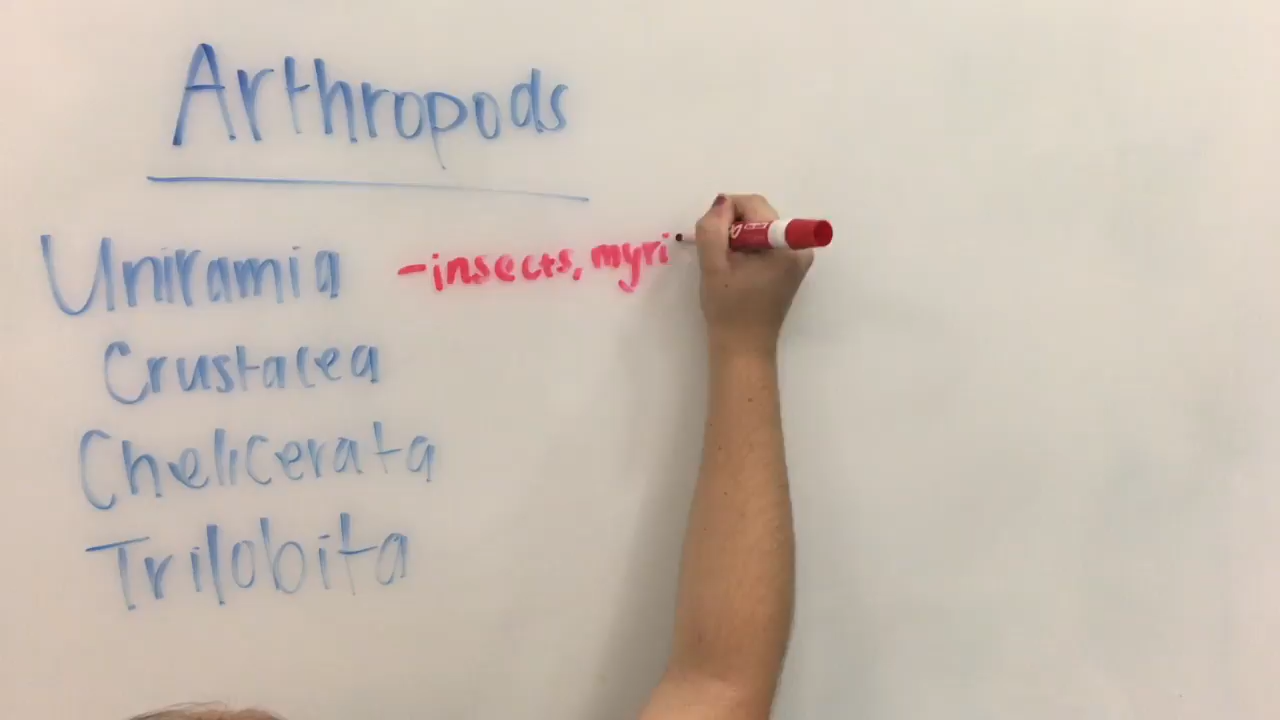 Arthropods
Uniramia -insects, myri
Crustacea
Chelicerata
Trilobita